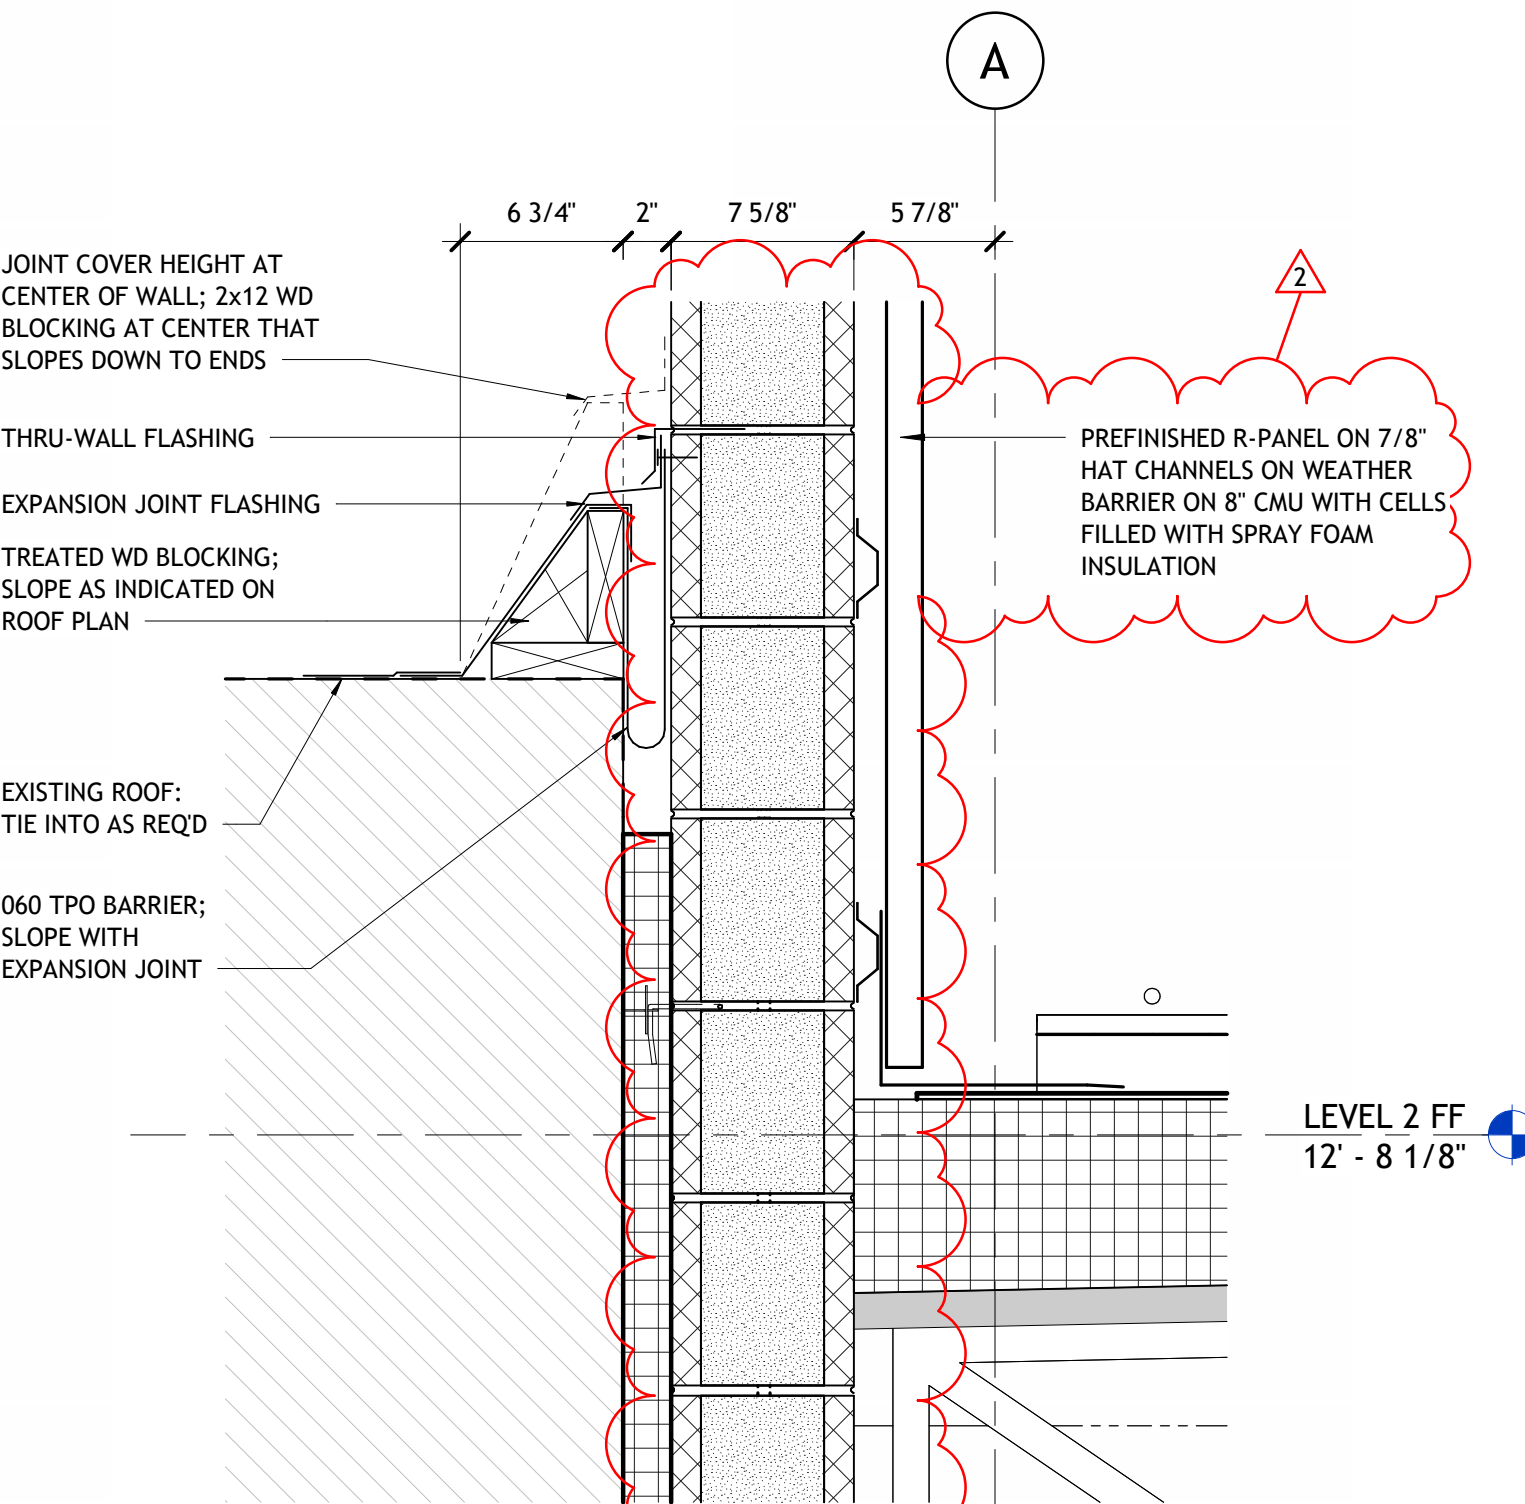 A
6 3/4"
2"
7 5/8"
5 7/8"
JOINT COVER HEIGHT AT
CENTER OF WALL; 2x12 WD
BLOCKING AT CENTER THAT
SLOPES DOWN TO ENDS
2
THRU-WALL FLASHING
PREFINISHED R-PANEL ON 7/8"
HAT CHANNELS ON WEATHER
BARRIER ON 8" CMU WITH CELLS
FILLED WITH SPRAY FOAM
INSULATION
EXPANSION JOINT FLASHING
TREATED WD BLOCKING;
SLOPE AS INDICATED ON
ROOF PLAN
EXISTING ROOF:
TIE INTO AS REQ'D
060 TPO BARRIER;
SLOPE WITH
EXPANSION JOINT
LEVEL 2 FF
12' - 8 1/8"